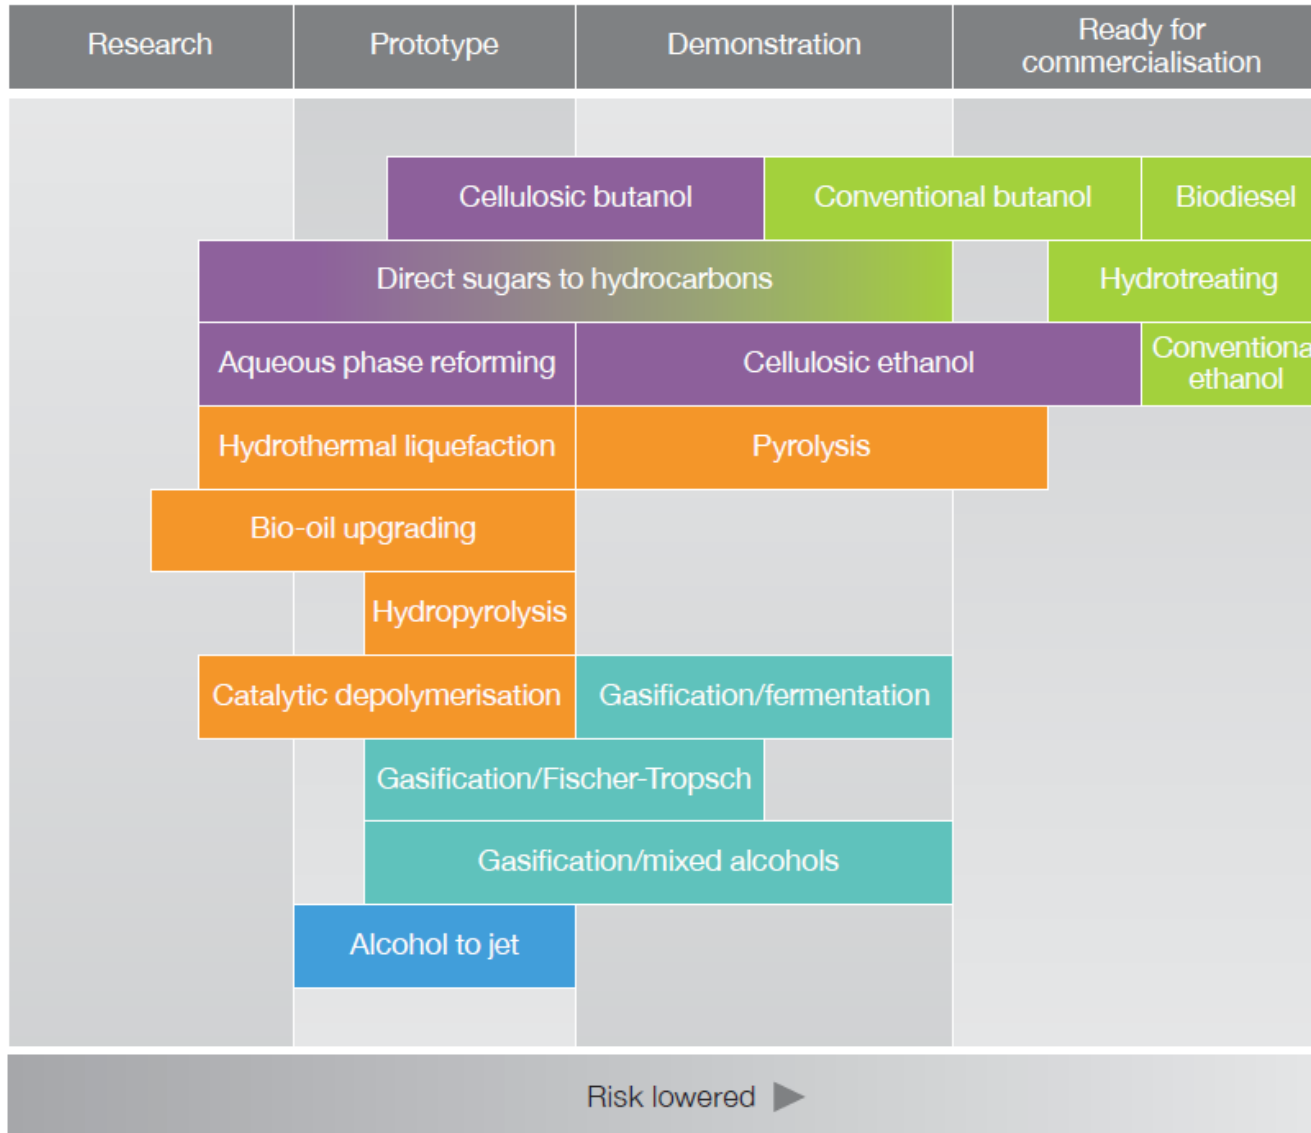 Research
Prototype
Demonstration
Ready for
commercialisation
Cellulosic butanol
Conventional butanol
Biodiesel
Direct sugars to hydrocarbons
Hydrotreating
Aqueous phase reforming
Cellulosic ethanol
Conventiona
ethanol
Hydrothermal liquefaction
Pyrolysis
Bio-oil upgrading
Hydropyrolysis
Catalytic depolymerisation
Gasification/fermentation
Gasification/Fischer-Tropsch
Gasification/mixed alcohols
Alcohol to jet
Risk lowered